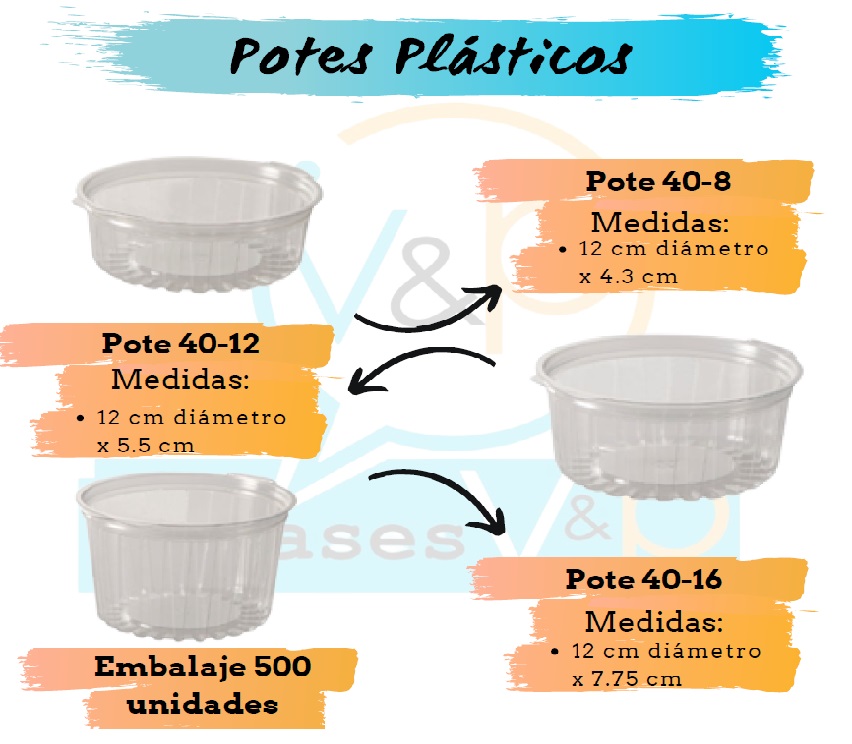 Potes Plásticos
Pote 40-8
Medidas:
• 12 cm diámetro
x 4.3 cm
Pote 40-12
Medidas:
• 12 cm diámetro
x 5.5 cm
Pote 40-16
Medidas:
• 12 cm diámetro
x 7.75 cm
Embalaje 500
unidades
v&p
ases V&p